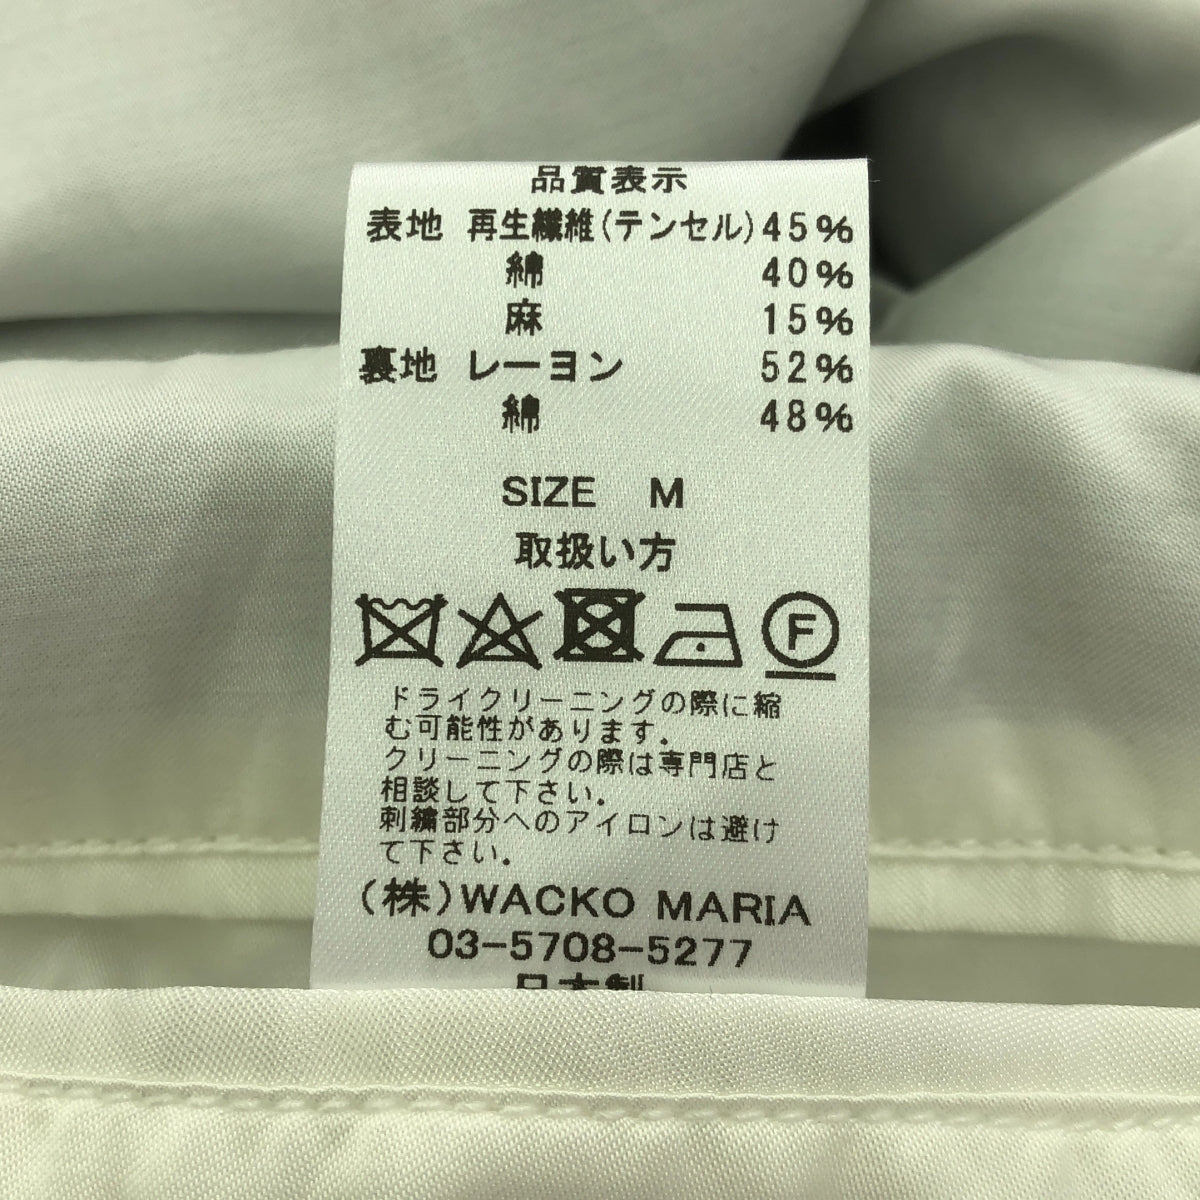 品質表示
表地 再生繊維(テンセル)45%
綿 40%
麻 15%
裏地 レーヨン 52%
綿 48%
SIZE M
取扱い方
F
ドライクリーニングの際に縮
む可能性があります.
クリーニングの際は専門店と
相談して下さい.
刺繍部分へのアイロンは避け
て下さい.
(株)WACKO MARIA
03-5708-5277
日本製